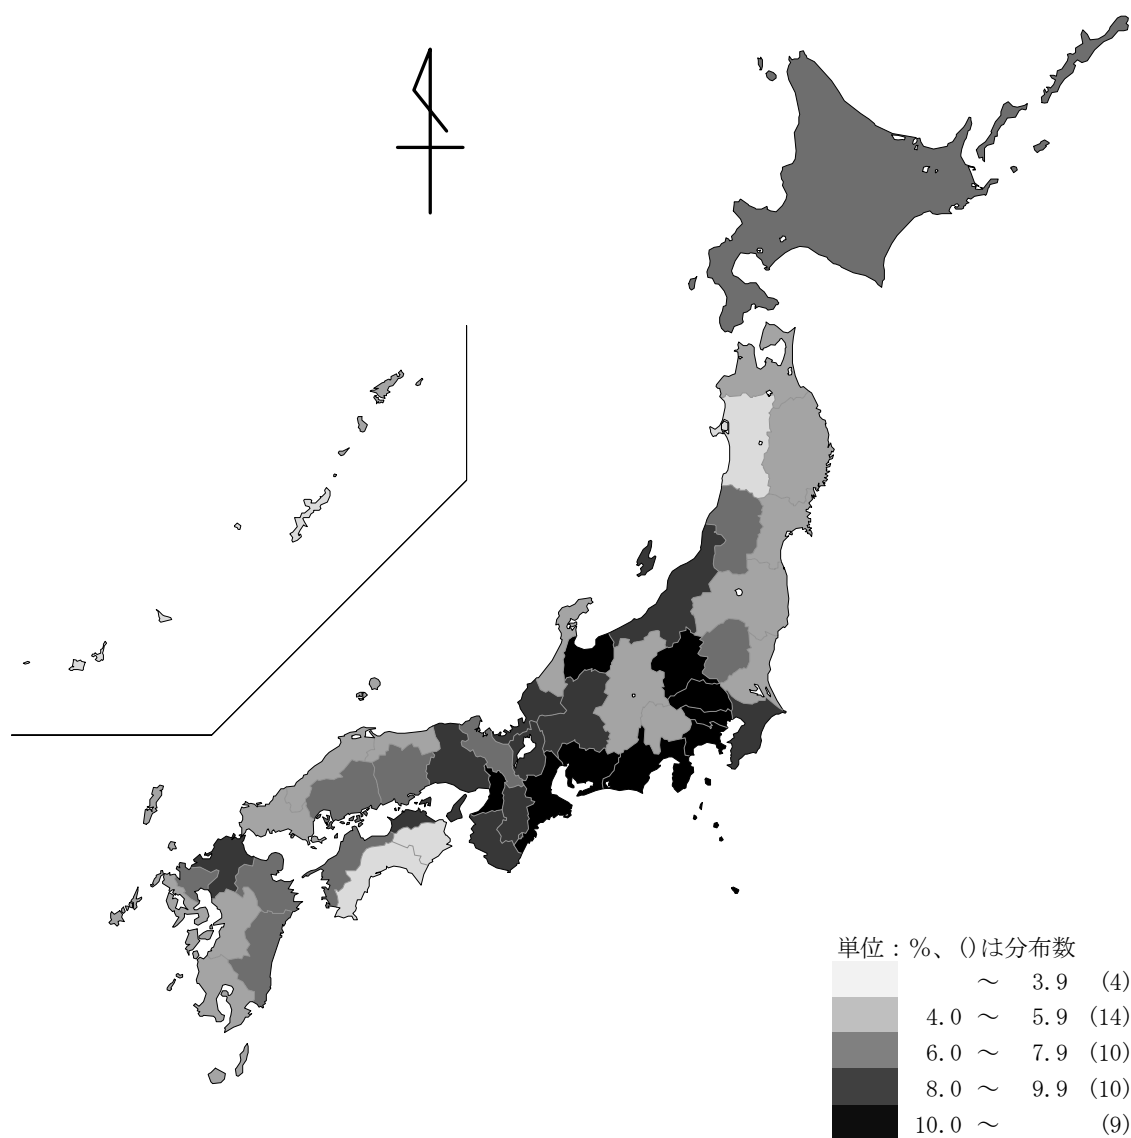 単位：％、()は分布数
～ 3.9 (4)
4.0 ～ 5.9 (14)
6.0 ～ 7.9 (10)
8.0 ～ 9.9 (10)
10.0 ～ (9)